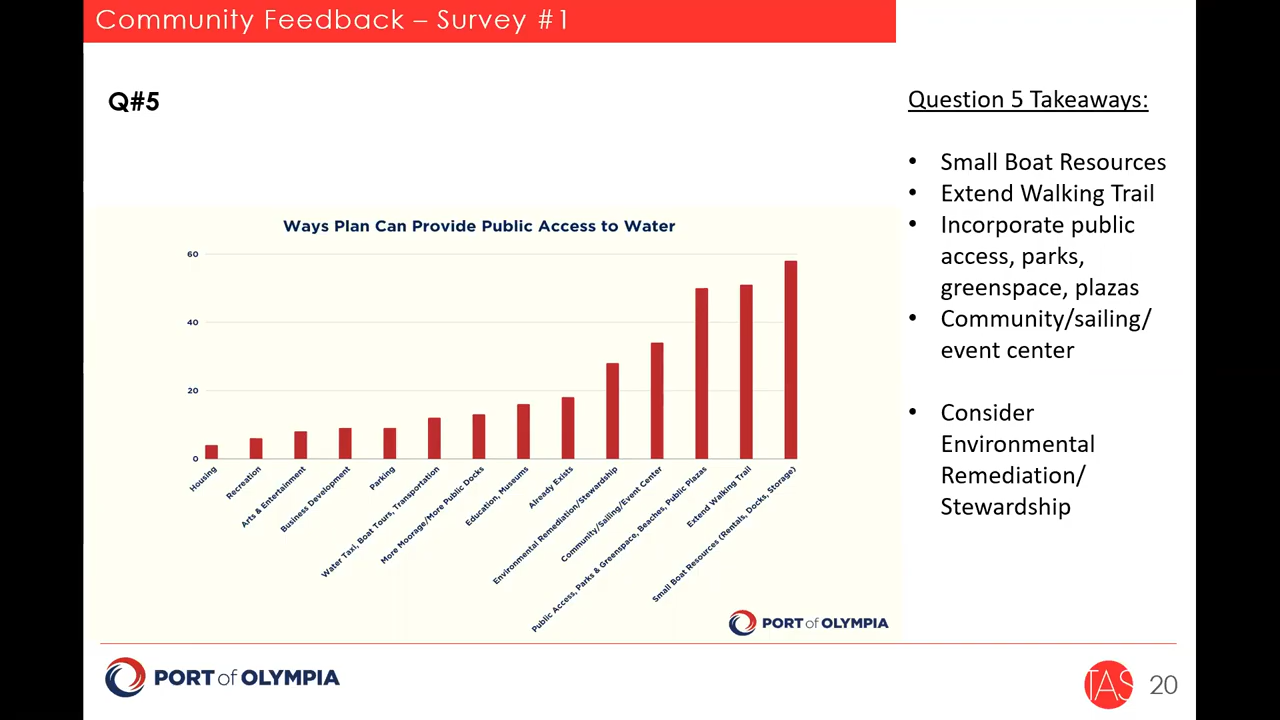 Community Feedback – Survey #1
Q#5
Ways Plan Can Provide Public Access to Water
60
40
20
0
Housing
Recreation
Arts & Entertainment
Business Development
Parking
Water Taxi, Boat Tours, Transportation
More Moorage/More Public Docks
Education, Museums
Already Exists
Environmental Remediation/Stewardship
Community/Sailing/Event Center
Public Access, Parks & Greenspace, Beaches, Public Plazas
Extend Walking Trail
Small Boat Resources (Rentals, Docks, Storage)
PORT of OLYMPIA
Question 5 Takeaways:
• Small Boat Resources
• Extend Walking Trail
• Incorporate public
access, parks,
greenspace, plazas
• Community/sailing/
event center
• Consider
Environmental
Remediation/
Stewardship
PORT of OLYMPIA
TAS
20